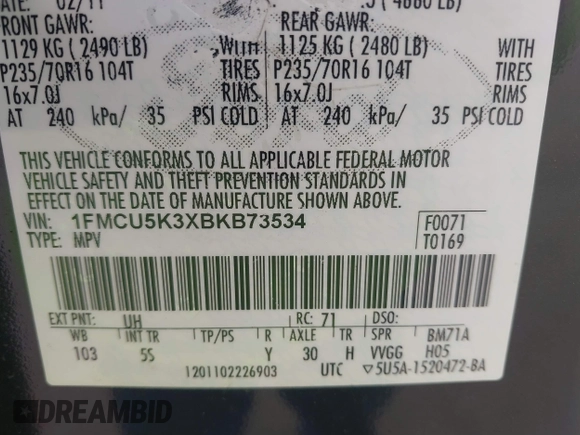 DATE: 02/11
FRONT GAWR: REAR GAWR:
1129 KG ( 2490 LB) WITH 1125 KG ( 2480 LB) WITH
P235/70R16 104T TIRES P235/70R16 104T TIRES
16x7.0J RIMS 16x7.0J RIMS
AT 240 kPa/ 35 PSI COLD AT 240 kPa/ 35 PSI COLD
THIS VEHICLE CONFORMS TO ALL APPLICABLE FEDERAL MOTOR
VEHICLE SAFETY AND THEFT PREVENTION STANDARDS IN
EFFECT ON THE DATE OF MANUFACTURE SHOWN ABOVE.
VIN: 1FMCU5K3XBKB73534 F0071
TYPE: MPV T0169
EXT PNT: UH RC: 71 DSO:
WB INT TR TP/PS R AXLE TR SPR BM71A
103 5S Y 30 H VVGG H05
1201102226903 UTC ▽5U5A-1520472-BA
DREAMBID